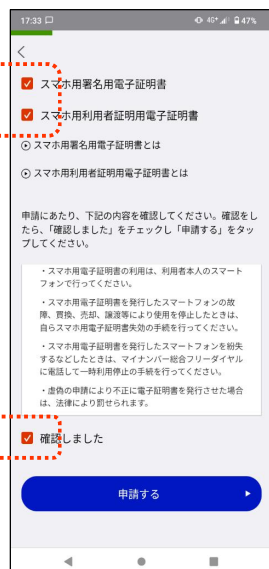 17:33 4G+ 47%
スマホ用署名用電子証明書
スマホ用利用者証明用電子証明書
スマホ用署名用電子証明書とは
スマホ用利用者証明用電子証明書とは
申請にあたり、下記の内容を確認してください。確認をし
たら、「確認しました」をチェックし「申請する」をタッ
プしてください。
・スマホ用電子証明書の利用は、利用者本人のスマート
フォンで行ってください。
・スマホ用電子証明書を発行したスマートフォンの故
障、買換、売却、譲渡等により使用を停止したときは、
自らスマホ用電子証明書失効の手続を行ってください。
・スマホ用電子証明書を発行したスマートフォンを紛失
するなどしたときは、マイナンバー総合フリーダイヤル
に電話して一時利用停止の手続を行ってください。
・虚偽の申請により不正に電子証明書を発行させた場合
は、法律により罰せられます。
確認しました
申請する